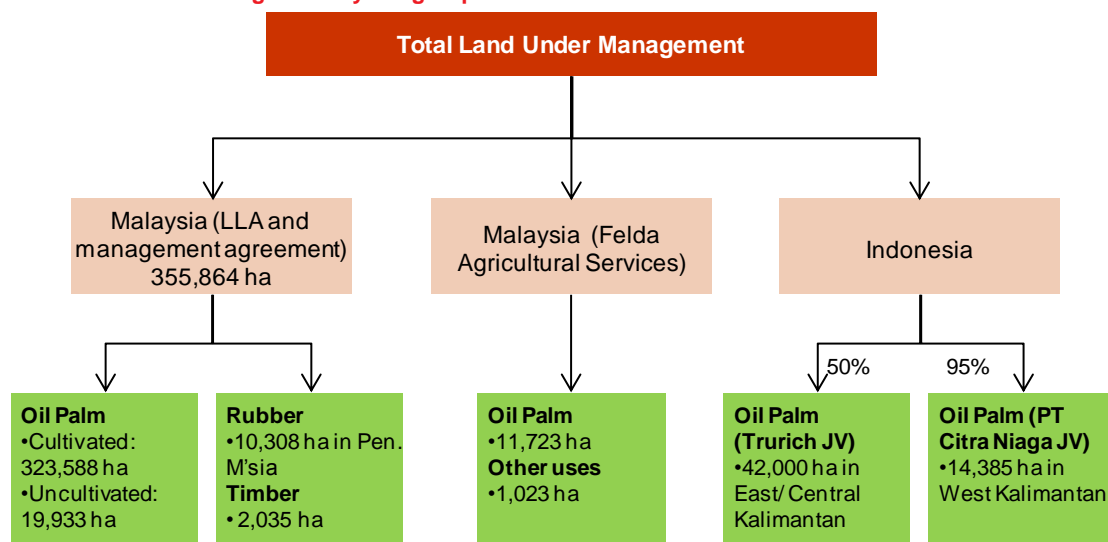 Total Land Under Management
Malaysia (LLA and
management agreement)
355,864 ha
Malaysia (Felda
Agricultural Services)
Indonesia
50%
95%
Oil Palm
•Cultivated:
323,588 ha
•Uncultivated:
19,933 ha
Rubber
•10,308 ha in Pen.
M'sia
Timber
• 2,035 ha
Oil Palm
•11,723 ha
Other uses
•1,023 ha
Oil Palm
(Trurich JV)
•42,000 ha in
East/ Central
Kalimantan
Oil Palm (PT
Citra Niaga JV)
•14,385 ha in
West Kalimantan